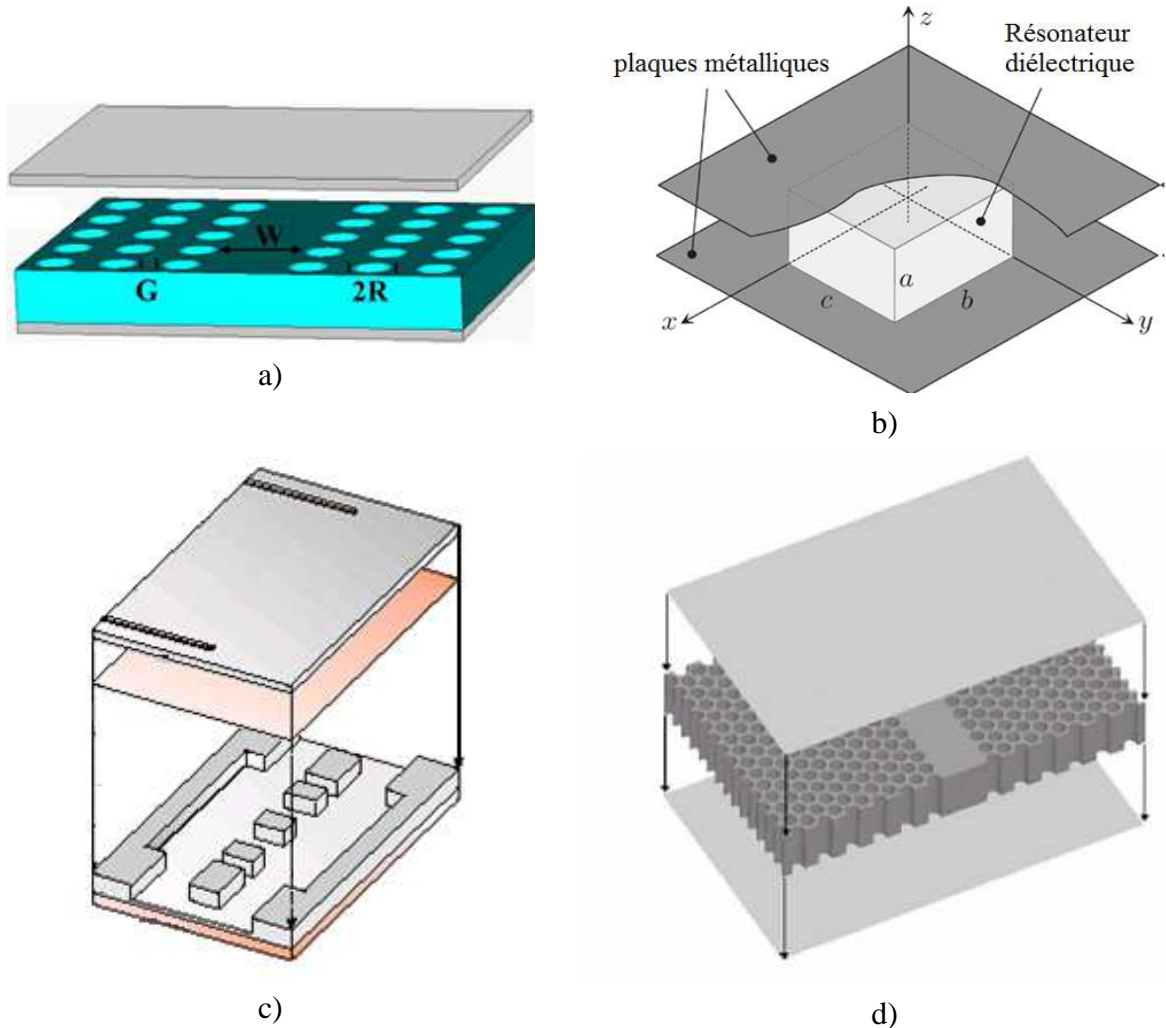 W
G
2R
a)
z
Résonateur
diélectrique
plaques métalliques
a
c
b
x
y
b)
c)
d)